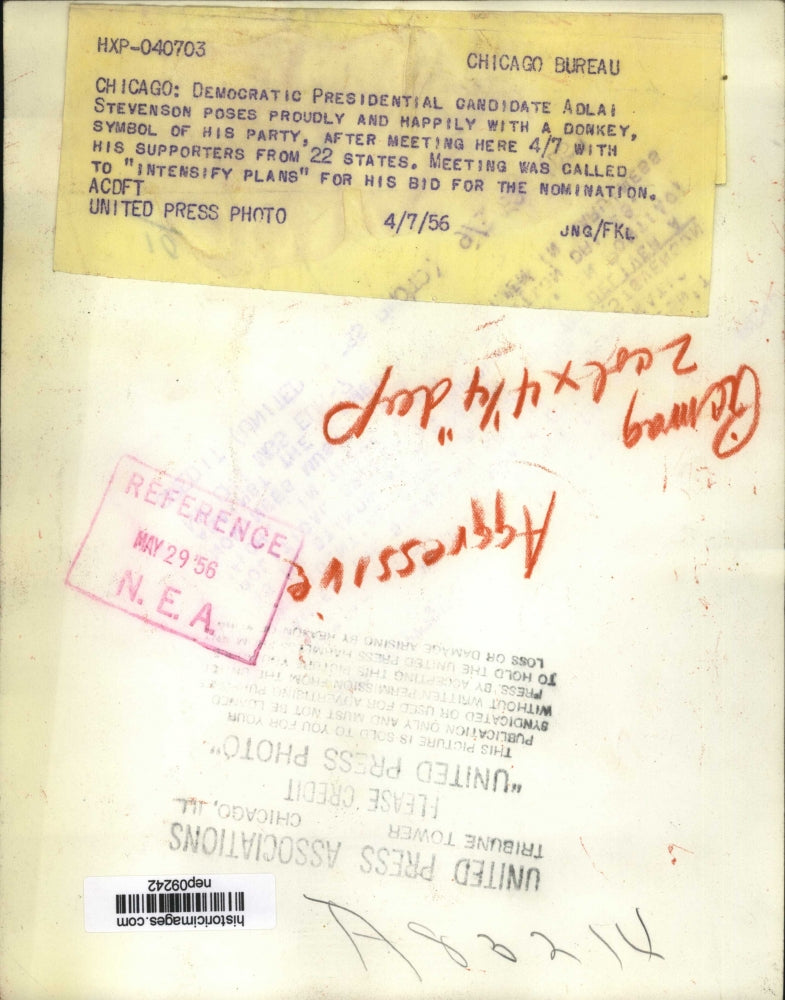 HXP-040703
CHICAGO BUREAU
CHICAGO: DEMOCRATIC PRESIDENTIAL CANDIDATE ADLAI
STEVENSON POSES PROUDLY AND HAPPILY WITH A DONKEY,
SYMBOL OF HIS PARTY, AFTER MEETING HERE 4/7 WITH
HIS SUPPORTERS FROM 22 STATES. MEETING WAS CALLED
TO "INTENSIFY PLANS" FOR HIS BID FOR THE NOMINATION.
ACDFT
UNITED PRESS PHOTO 4/7/56 JNG/FKL
2 col x 4 1/4" deep
Aggressive
REFERENCE
MAY 29 '56
N. E. A.
UNITED PRESS ASSOCIATIONS
TRIBUNE TOWER CHICAGO, ILL
PLEASE CREDIT
"UNITED PRESS PHOTO"
THIS PICTURE IS SOLD TO YOU FOR YOUR
PUBLICATION ONLY AND MUST NOT BE LOANED
SYNDICATED OR USED FOR ADVERTISING
WITHOUT WRITTEN PERMISSION FROM THE UNITED
PRESS. BY ACCEPTING THIS PICTURE
TO HOLD THE UNITED PRESS
LOSS OR DAMAGE ARISING BY REASON
historicimages.com
nep09242